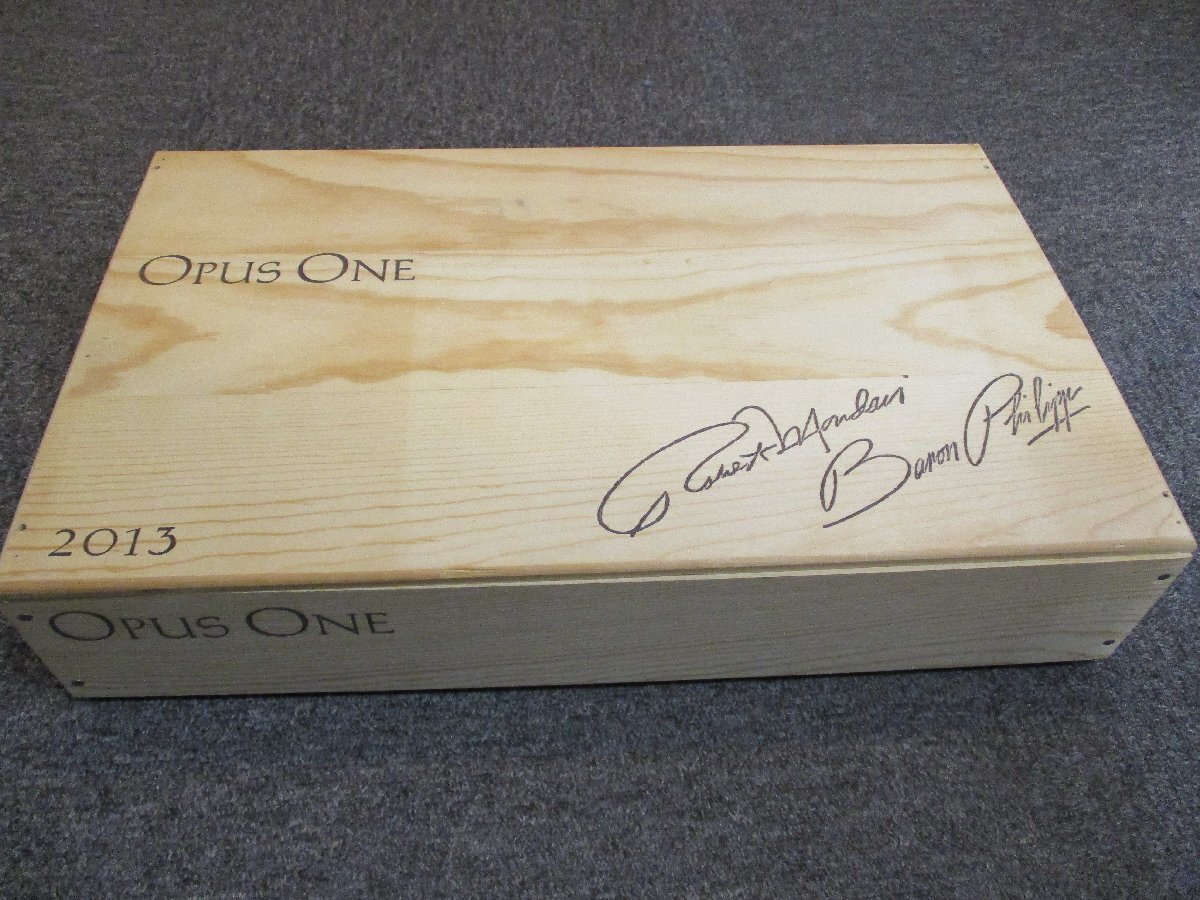 OPUS ONE
Robert Mondavi
Baron Philippe
2013
OPUS ONE